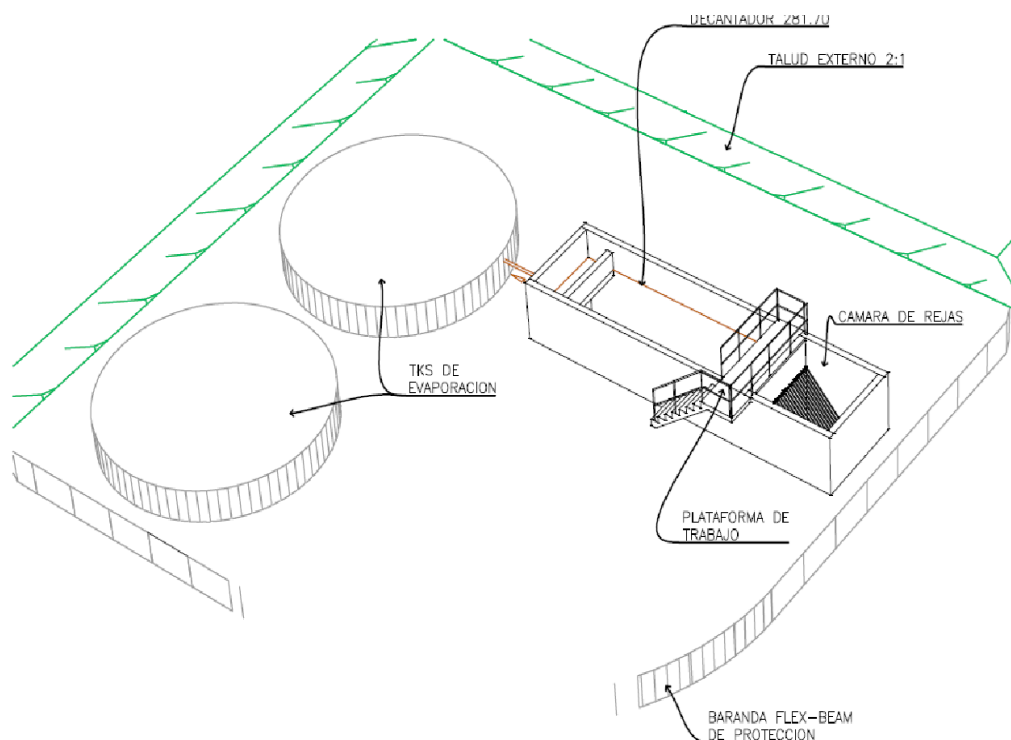 DECANTADOR 281.70
TALUD EXTERNO 2:1
CAMARA DE REJAS
TKS DE
EVAPORACION
PLATAFORMA DE
TRABAJO
BARANDA FLEX-BEAM
DE PROTECCION